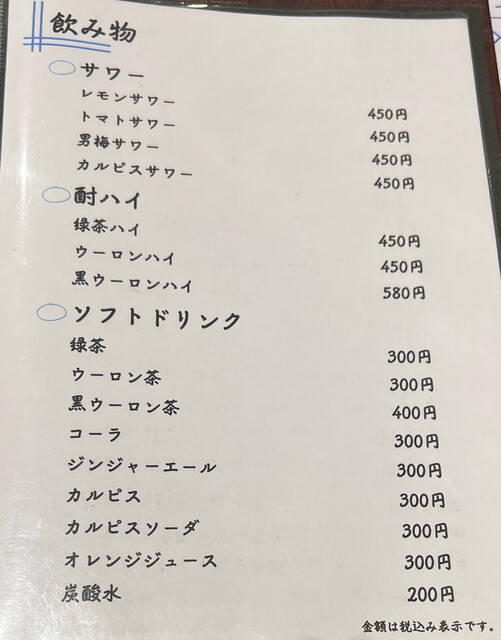 飲み物
サワー
レモンサワー 450円
トマトサワー 450円
男梅サワー 450円
カルピスサワー 450円
酎ハイ
緑茶ハイ 450円
ウーロンハイ 450円
黒ウーロンハイ 580円
ソフトドリンク
緑茶 300円
ウーロン茶 300円
黒ウーロン茶 400円
コーラ 300円
ジンジャーエール 300円
カルピス 300円
カルピスソーダ 300円
オレンジジュース 300円
炭酸水 200円
金額は税込み表示です。